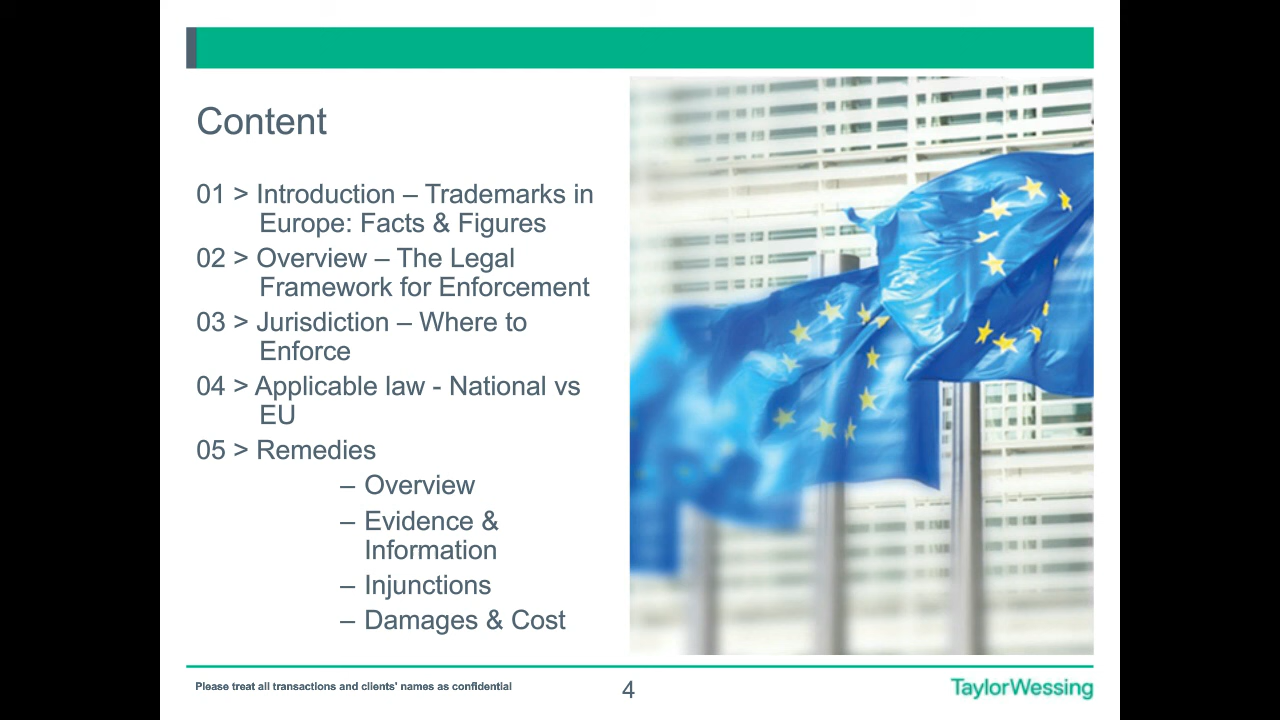 Content
01 > Introduction – Trademarks in
Europe: Facts & Figures
02 > Overview – The Legal
Framework for Enforcement
03 > Jurisdiction – Where to
Enforce
04 > Applicable law - National vs
EU
05 > Remedies
– Overview
– Evidence &
Information
– Injunctions
– Damages & Cost
Please treat all transactions and clients' names as confidential
4
TaylorWessing